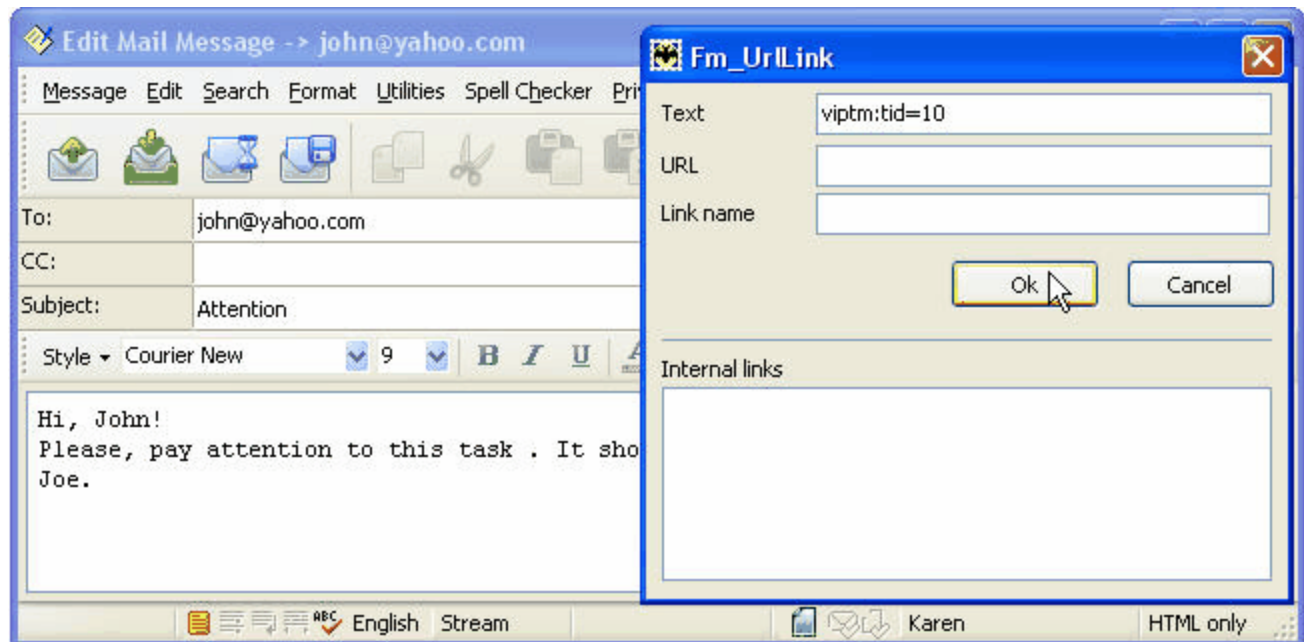 Edit Mail Message -> john@yahoo.com
Message Edit Search Format Utilities Spell Checker
To: john@yahoo.com
CC:
Subject: Attention
Style Courier New 9 B I U
Hi, John!
Please, pay attention to this task . It sho
Joe.
ABC English Stream Karen HTML only
Fm_UrlLink
Text viptm:tid=10
URL
Link name
Ok Cancel
Internal links